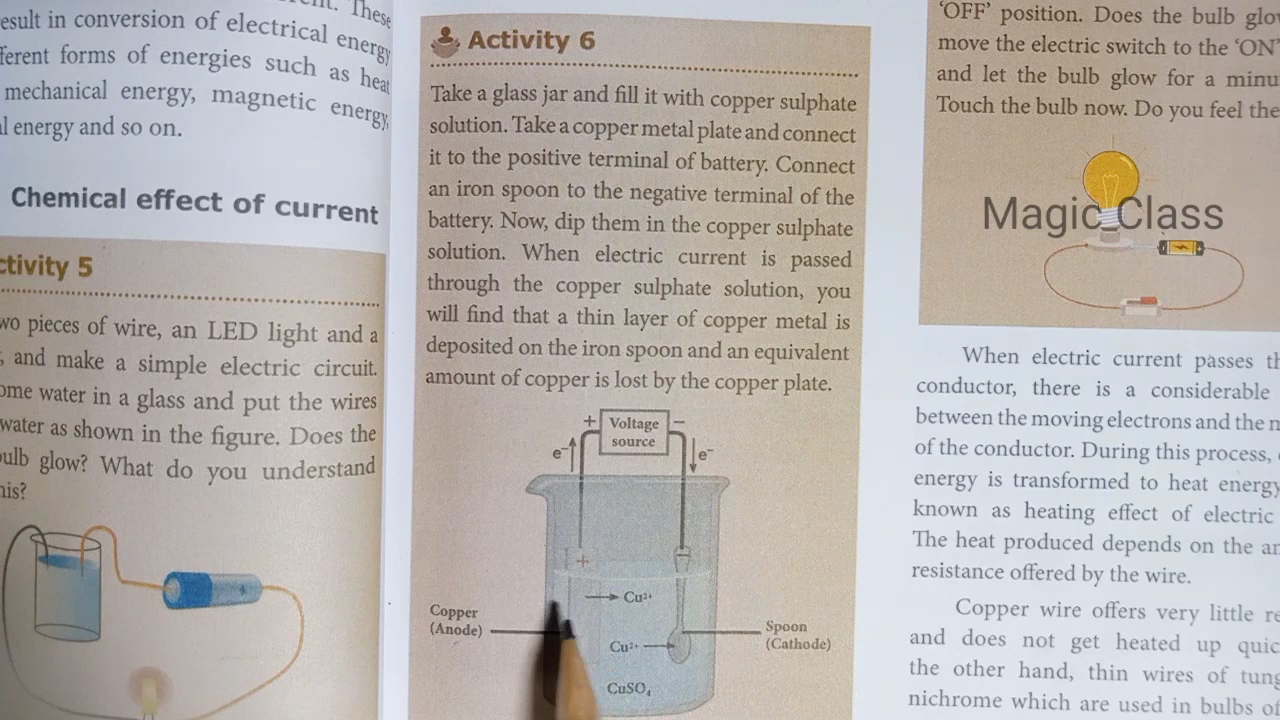 These
esult in conversion of electrical energy
ferent forms of energies such as heat
mechanical energy, magnetic energy,
energy and so on.
Chemical effect of current
ctivity 5
wo pieces of wire, an LED light and a
and make a simple electric circuit.
ome water in a glass and put the wires
water as shown in the figure. Does the
ulb glow? What do you understand
his?
Activity 6
Take a glass jar and fill it with copper sulphate
solution. Take a copper metal plate and connect
it to the positive terminal of battery. Connect
an iron spoon to the negative terminal of the
battery. Now, dip them in the copper sulphate
solution. When electric current is passed
through the copper sulphate solution, you
will find that a thin layer of copper metal is
deposited on the iron spoon and an equivalent
amount of copper is lost by the copper plate.
+ Voltage −
source
e⁻ e⁻
+ −
Cu²⁺
Copper
(Anode)
Spoon
(Cathode)
Cu²⁺
CuSO₄
'OFF' position. Does the bulb glo
move the electric switch to the 'ON'
and let the bulb glow for a minu
Touch the bulb now. Do you feel the
Magic Class
When electric current passes th
conductor, there is a considerable
between the moving electrons and the
of the conductor. During this process,
energy is transformed to heat energy
known as heating effect of electric
The heat produced depends on the
resistance offered by the wire.
Copper wire offers very little re
and does not get heated up quic
the other hand, thin wires of tung
nichrome which are used in bulbs